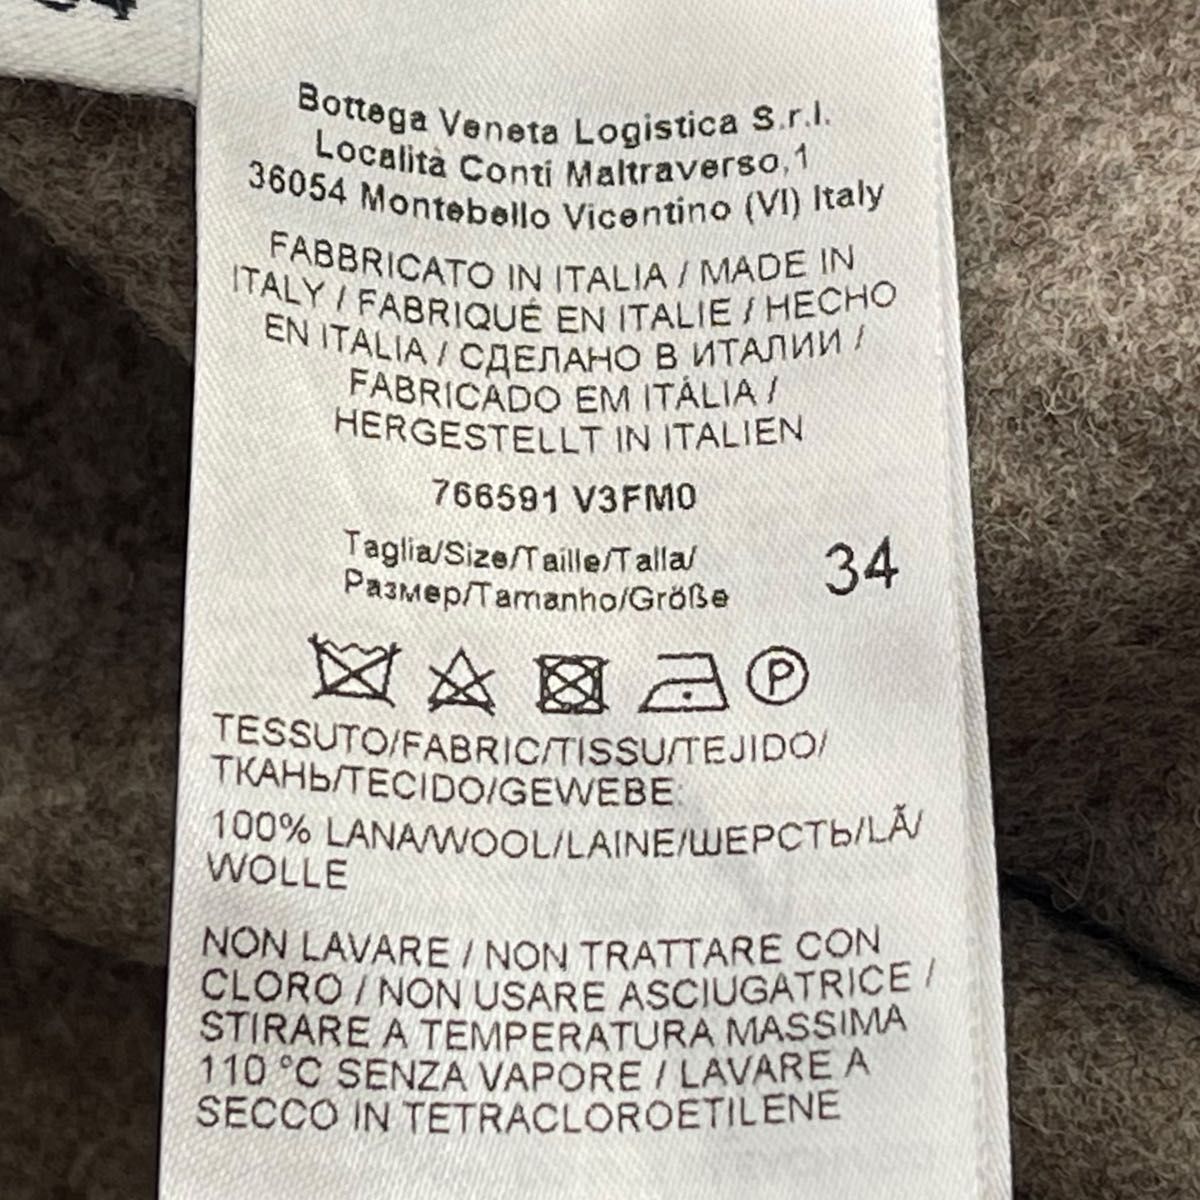 Bottega Veneta Logistica S.r.l.
Località Conti Maltraverso,1
36054 Montebello Vicentino (VI) Italy
FABBRICATO IN ITALIA / MADE IN
ITALY / FABRIQUÉ EN ITALIE / HECHO
EN ITALIA / СДЕЛАНО В ИТАЛИИ /
FABRICADO EM ITÁLIA /
HERGESTELLT IN ITALIEN
766591 V3FM0
Taglia/Size/Taille/Talla/
Размер/Tamanho/Größe
34
P
TESSUTO/FABRIC/TISSU/TEJIDO/
ТКАНЬ/TECIDO/GEWEBE:
100% LANA/WOOL/LAINE/ШЕРСТЬ/LÃ/
WOLLE
NON LAVARE / NON TRATTARE CON
CLORO / NON USARE ASCIUGATRICE /
STIRARE A TEMPERATURA MASSIMA
110 °C SENZA VAPORE / LAVARE A
SECCO IN TETRACLOROETILENE